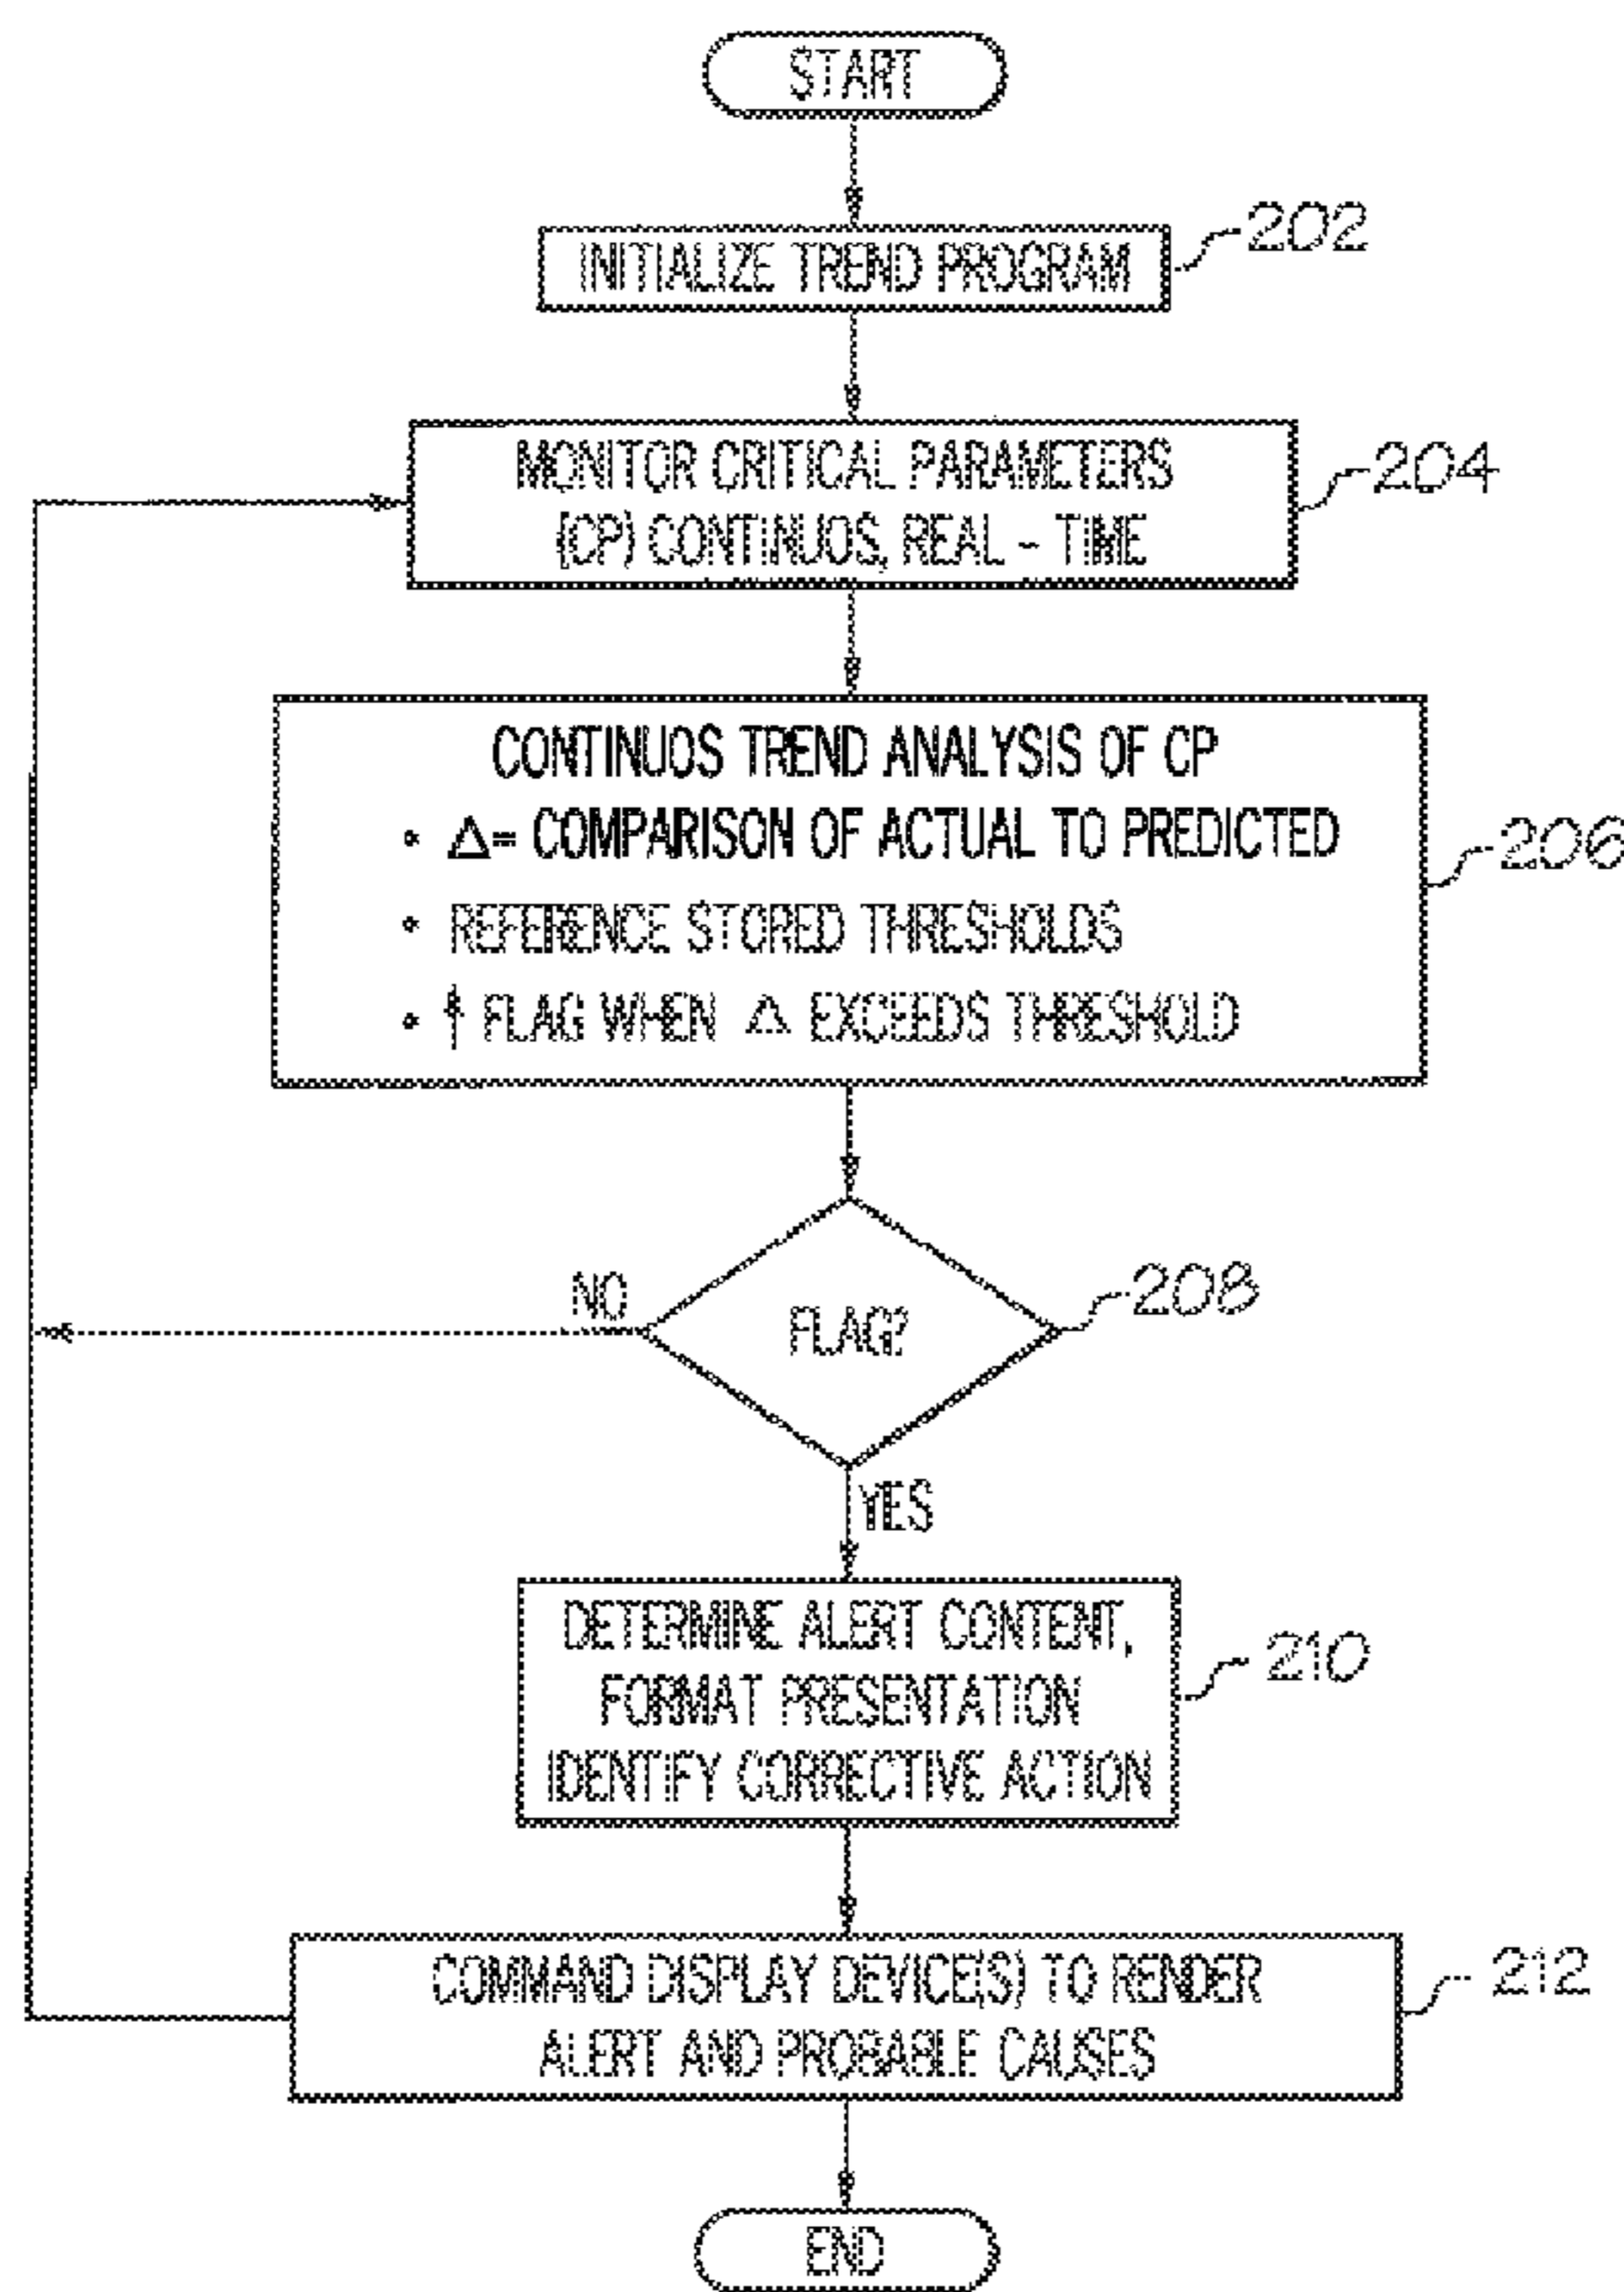 START
INITIALIZE TREND PROGRAM
202
MONITOR CRITICAL PARAMETERS
(CP) CONTINUOS, REAL - TIME
204
CONTINUOS TREND ANALYSIS OF CP
• Δ= COMPARISON OF ACTUAL TO PREDICTED
• REFERENCE STORED THRESHOLDS
• ↑ FLAG WHEN Δ EXCEEDS THRESHOLD
206
FLAG?
208
NO
YES
DETERMINE ALERT CONTENT,
FORMAT PRESENTATION
IDENTIFY CORRECTIVE ACTION
210
COMMAND DISPLAY DEVICE(S) TO RENDER
ALERT AND PROBABLE CAUSES
212
END